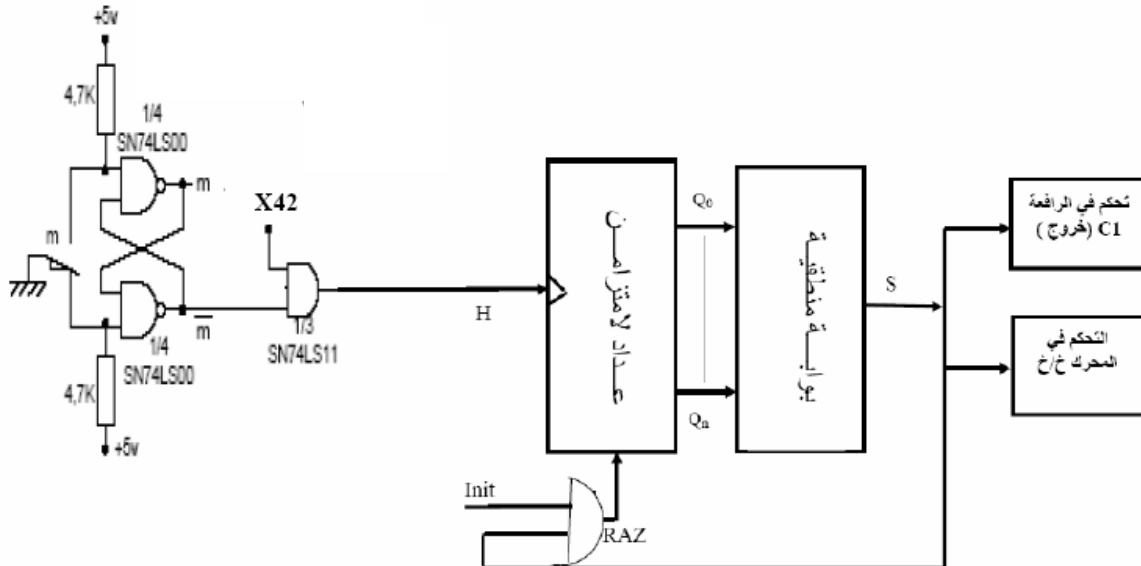 +5v
4,7K
1/4
SN74LS00
m
X42
m
m
1/4
SN74LS00
4,7K
+5v
1/3
SN74LS11
H
عداد لامتزامن
Init
RAZ
Q0
Qn
بوابة منطقية
S
تحكم في الرافعة
C1 (خروج )
التحكم في
المحرك خ/خ